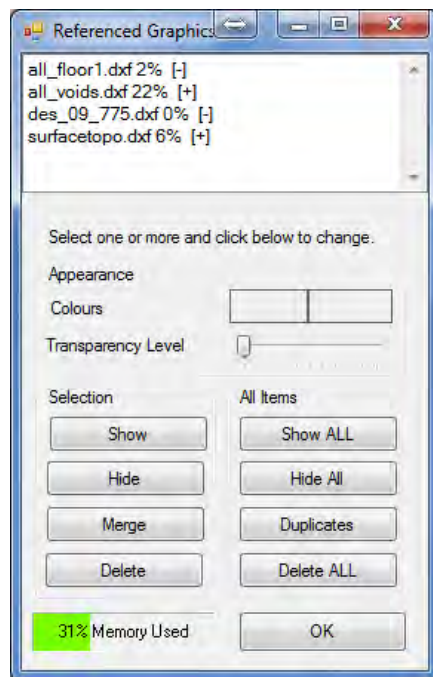 Referenced Graphics
all_floor1.dxf 2% [-]
all_voids.dxf 22% [+]
des_09_775.dxf 0% [-]
surfacetopo.dxf 6% [+]
Select one or more and click below to change.
Appearance
Colours
Transparency Level
Selection
All Items
Show
Show ALL
Hide
Hide All
Merge
Duplicates
Delete
Delete ALL
31% Memory Used
OK